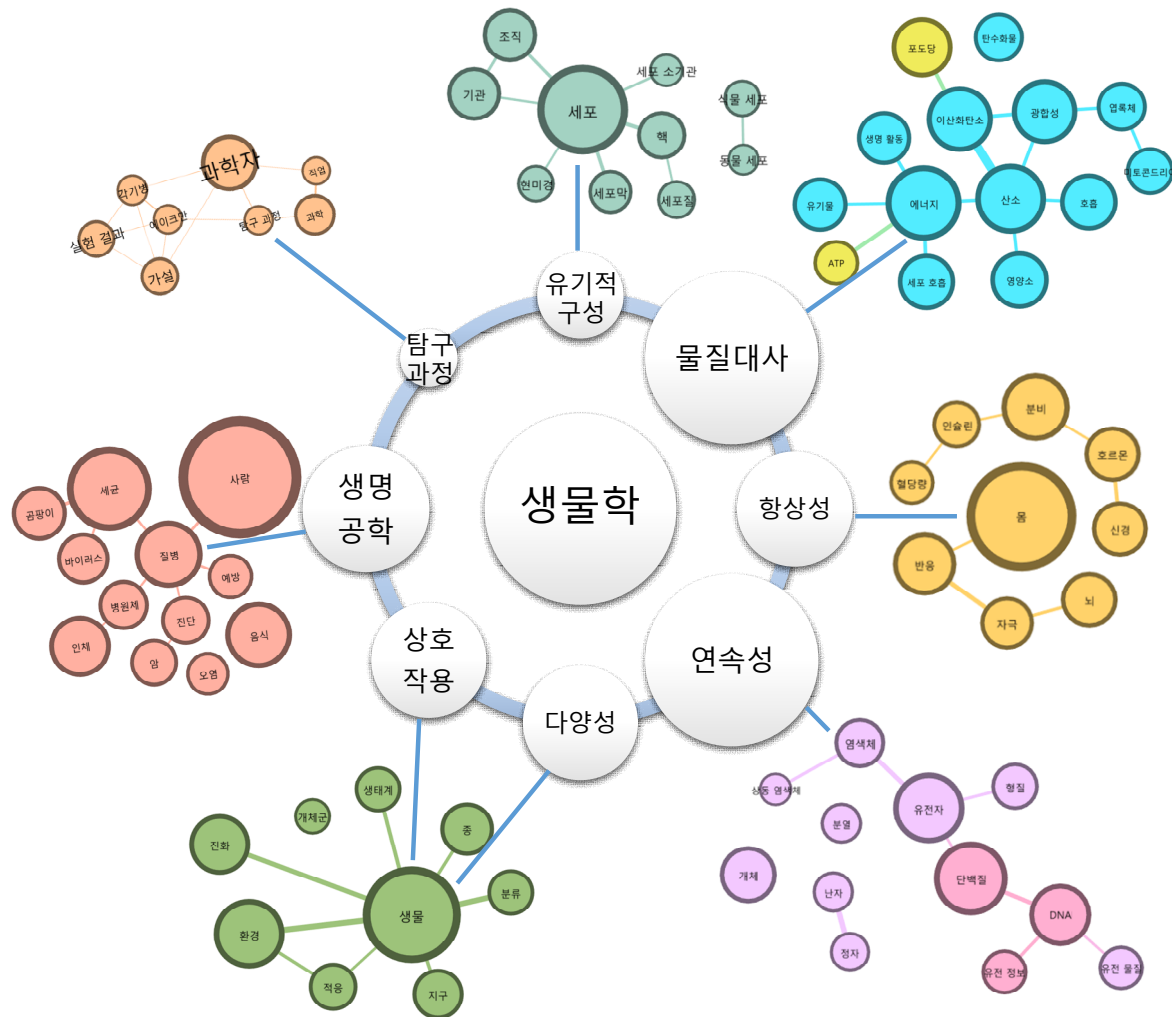 조직
기관
세포
세포 소기관
핵
현미경
세포막
세포질
식물 세포
동물 세포
포도당
탄수화물
이산화탄소
광합성
엽록체
생명 활동
미토콘드리아
유기물
에너지
산소
호흡
ATP
세포 호흡
영양소
과학자
직업
각기병
에이크만
탐구 과정
과학
실험 결과
가설
유기적
구성
물질대사
탐구
과정
생물학
생명
공학
항상성
상호
작용
다양성
연속성
분비
인슐린
호르몬
혈당량
몸
신경
반응
뇌
자극
사람
세균
곰팡이
바이러스
질병
예방
병원체
진단
인체
음식
암
오염
생태계
개체군
종
진화
분류
생물
환경
적응
지구
염색체
상동 염색체
유전자
형질
분열
개체
단백질
난자
DNA
정자
유전 정보
유전 물질